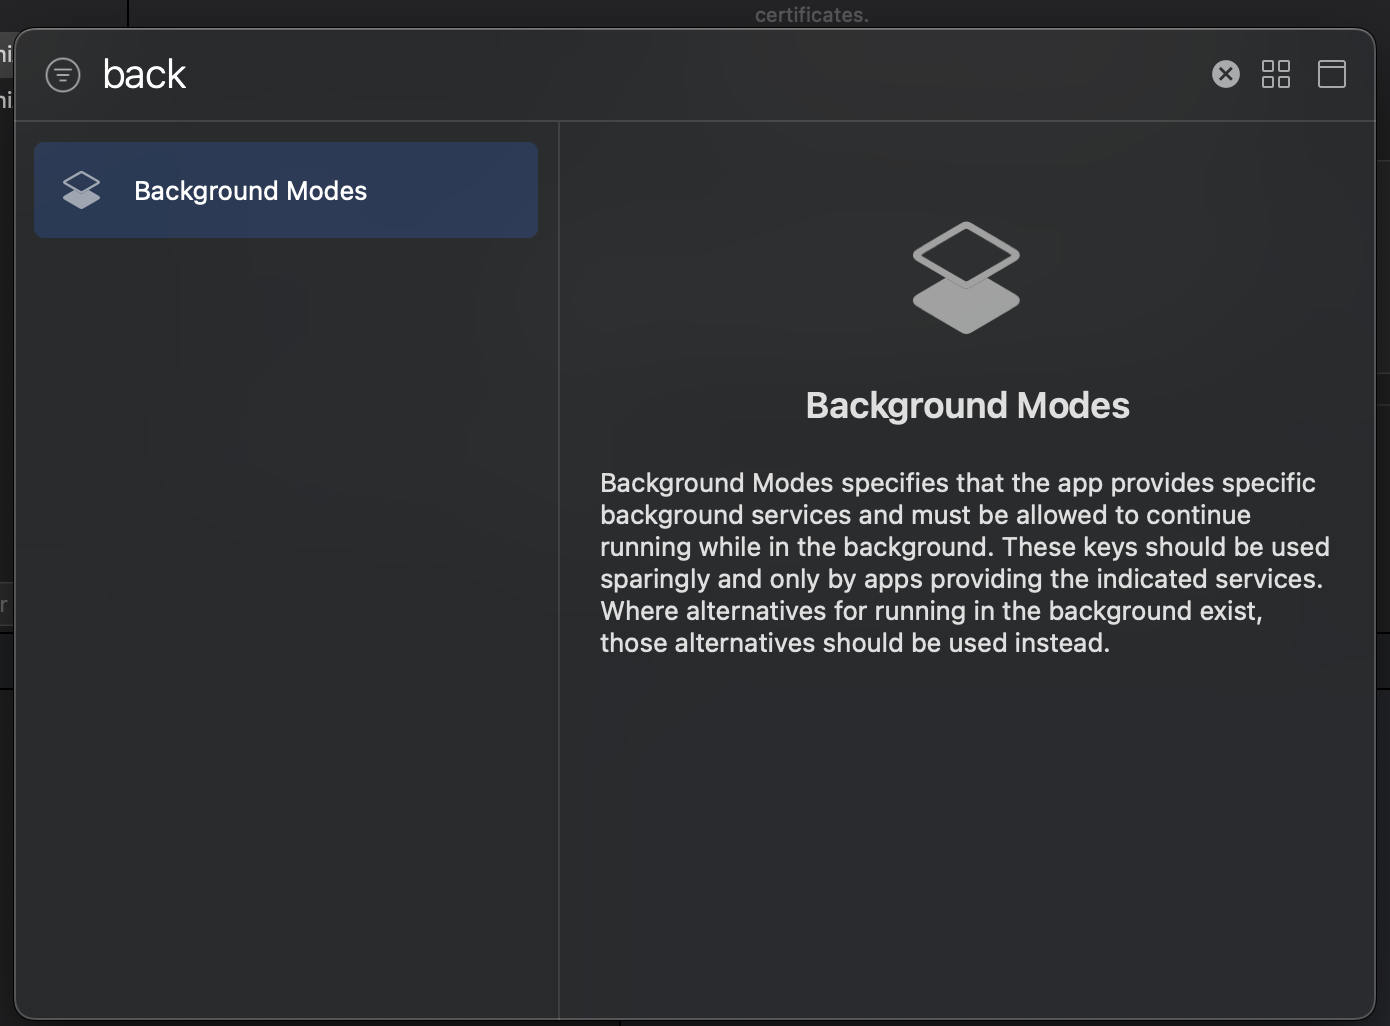 certificates.
back
Background Modes
Background Modes
Background Modes specifies that the app provides specific
background services and must be allowed to continue
running while in the background. These keys should be used
sparingly and only by apps providing the indicated services.
Where alternatives for running in the background exist,
those alternatives should be used instead.